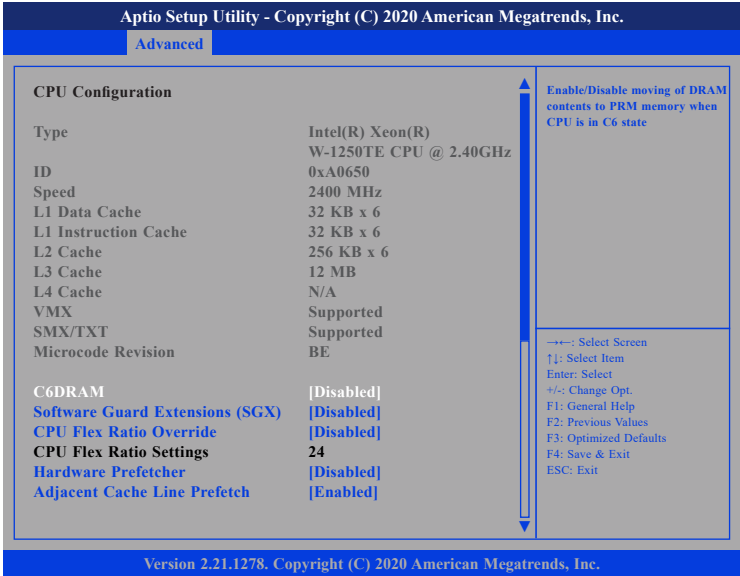 Aptio Setup Utility - Copyright (C) 2020 American Megatrends, Inc.
Advanced
CPU Configuration
Type Intel(R) Xeon(R)
W-1250TE CPU @ 2.40GHz
ID 0xA0650
Speed 2400 MHz
L1 Data Cache 32 KB x 6
L1 Instruction Cache 32 KB x 6
L2 Cache 256 KB x 6
L3 Cache 12 MB
L4 Cache N/A
VMX Supported
SMX/TXT Supported
Microcode Revision BE
C6DRAM [Disabled]
Software Guard Extensions (SGX) [Disabled]
CPU Flex Ratio Override [Disabled]
CPU Flex Ratio Settings 24
Hardware Prefetcher [Disabled]
Adjacent Cache Line Prefetch [Enabled]
Enable/Disable moving of DRAM
contents to PRM memory when
CPU is in C6 state
→←: Select Screen
↑↓: Select Item
Enter: Select
+/-: Change Opt.
F1: General Help
F2: Previous Values
F3: Optimized Defaults
F4: Save & Exit
ESC: Exit
Version 2.21.1278. Copyright (C) 2020 American Megatrends, Inc.